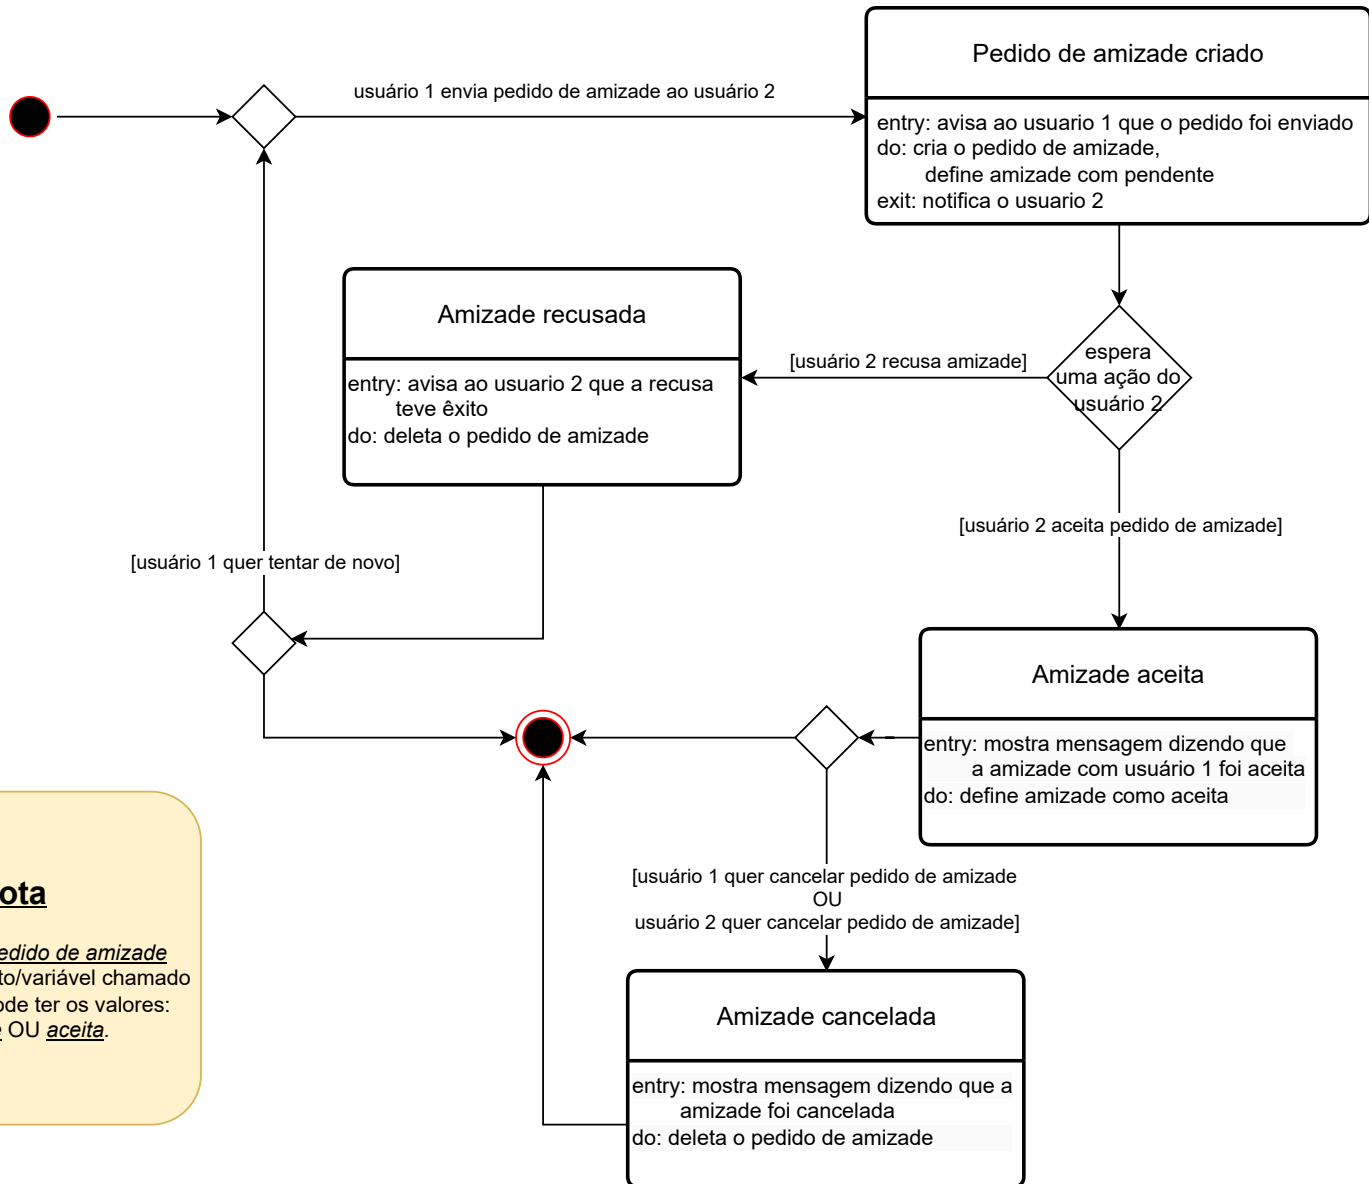 Pedido de amizade criado
usuário 1 envia pedido de amizade ao usuário 2
entry: avisa ao usuario 1 que o pedido foi enviado
do: cria o pedido de amizade,
define amizade com pendente
exit: notifica o usuario 2
Amizade recusada
entry: avisa ao usuario 2 que a recusa
teve êxito
do: deleta o pedido de amizade
[usuário 2 recusa amizade]
espera
uma ação do
usuário 2
[usuário 2 aceita pedido de amizade]
[usuário 1 quer tentar de novo]
Amizade aceita
entry: mostra mensagem dizendo que
a amizade com usuário 1 foi aceita
do: define amizade como aceita
[usuário 1 quer cancelar pedido de amizade
OU
usuário 2 quer cancelar pedido de amizade]
Amizade cancelada
entry: mostra mensagem dizendo que a
amizade foi cancelada
do: deleta o pedido de amizade
ota
edido de amizade
to/variável chamado
ode ter os valores:
e OU aceita.